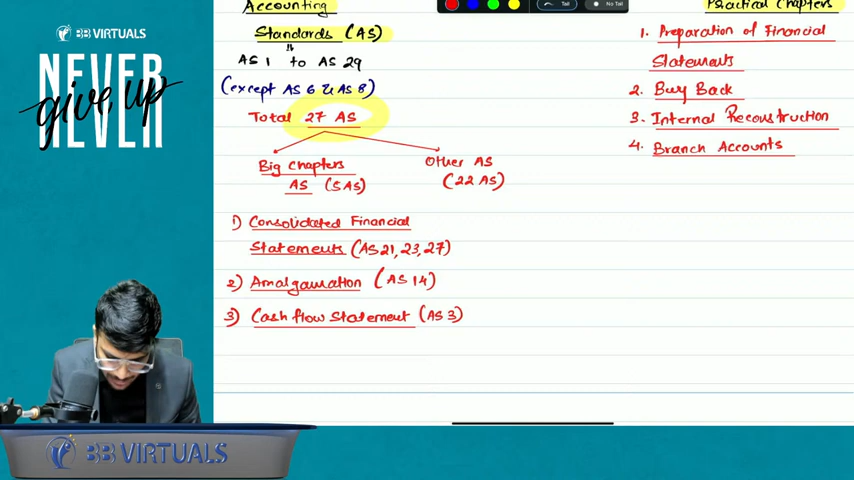 BB VIRTUALS
NEVER
give up
NEVER
BB VIRTUALS
Accounting
Standards (AS)
AS 1 to AS 29
(except AS 6 & AS 8)
Total 27 AS
Big Chapters
AS (5 AS)
Other AS
(22 AS)
1) Consolidated Financial
Statements (AS 21, 23, 27)
2) Amalgamation (AS 14)
3) Cash flow Statement (AS 3)
Tail
No Tail
Practical Chapters
1. Preparation of Financial
Statements
2. Buy Back
3. Internal Reconstruction
4. Branch Accounts